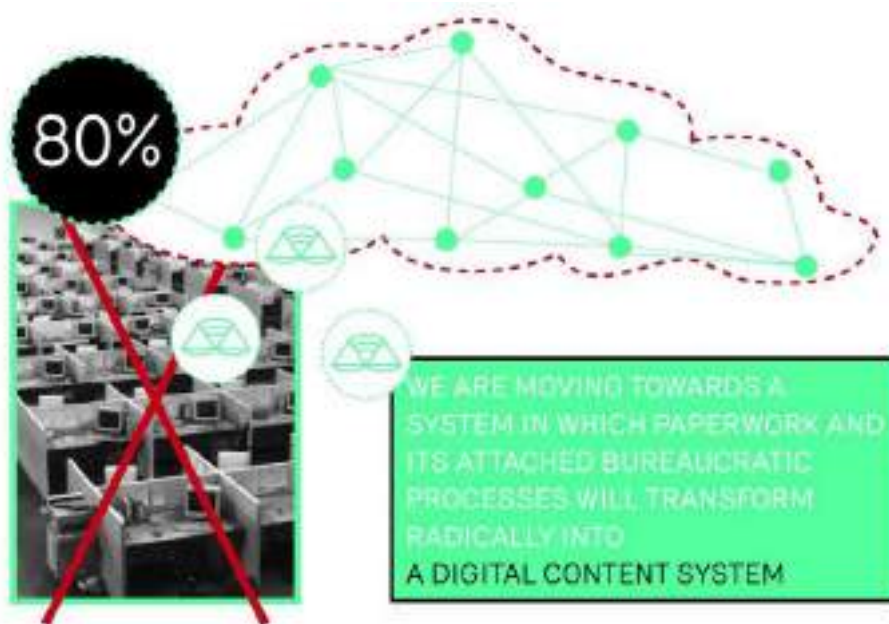 80%
WE ARE MOVING TOWARDS A
SYSTEM IN WHICH PAPERWORK AND
ITS ATTACHED BUREAUCRATIC
PROCESSES WILL TRANSFORM
RADICALLY INTO
A DIGITAL CONTENT SYSTEM